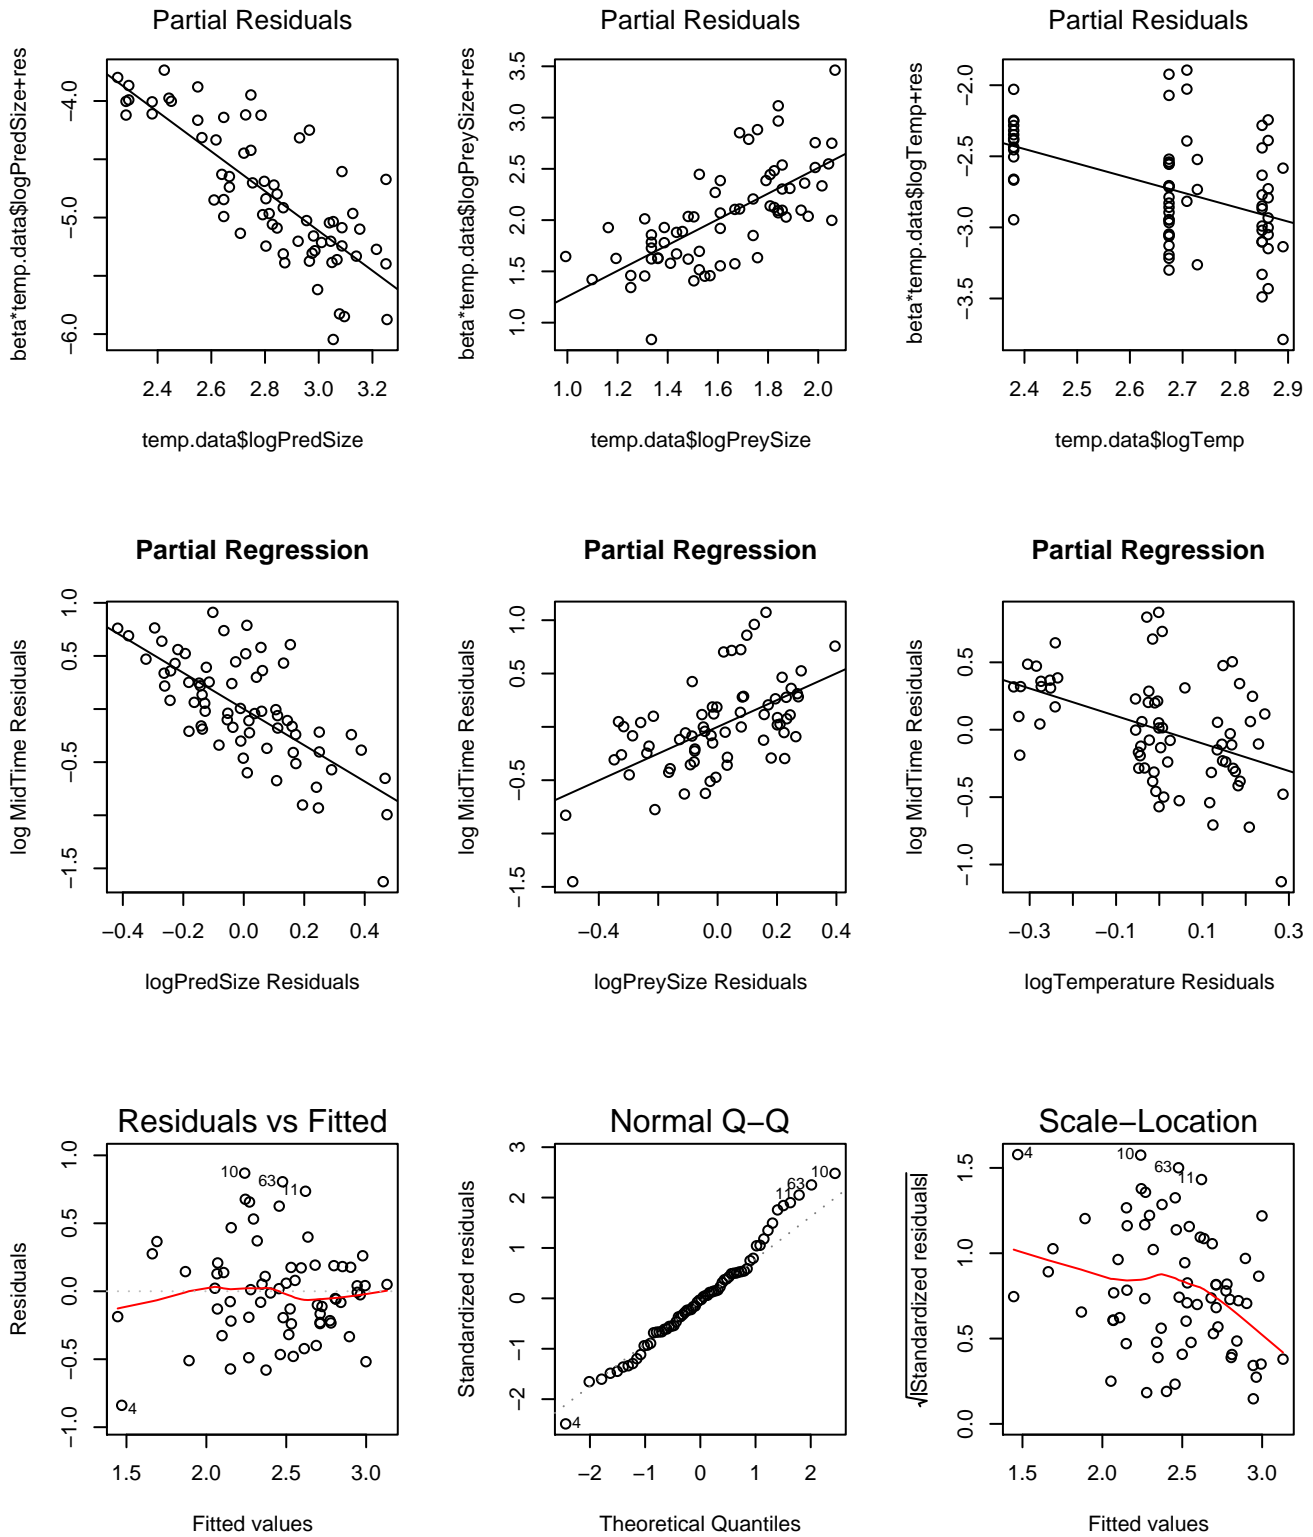 Partial Residuals
beta*temp.data$logPredSize+res
−4.0
−5.0
−6.0
2.4 2.6 2.8 3.0 3.2
temp.data$logPredSize
Partial Residuals
beta*temp.data$logPreySize+res
3.5
3.0
2.5
2.0
1.5
1.0
1.0 1.2 1.4 1.6 1.8 2.0
temp.data$logPreySize
Partial Residuals
beta*temp.data$logTemp+res
−2.0
−2.5
−3.0
−3.5
2.4 2.5 2.6 2.7 2.8 2.9
temp.data$logTemp
Partial Regression
log MidTime Residuals
1.0
0.5
−0.5
−1.5
−0.4 −0.2 0.0 0.2 0.4
logPredSize Residuals
Partial Regression
log MidTime Residuals
1.0
0.5
−0.5
−1.5
−0.4 0.0 0.2 0.4
logPreySize Residuals
Partial Regression
log MidTime Residuals
0.5
0.0
−0.5
−1.0
−0.3 −0.1 0.1 0.3
logTemperature Residuals
Residuals vs Fitted
Residuals
1.0
0.5
0.0
−0.5
−1.0
10
63
11
4
1.5 2.0 2.5 3.0
Fitted values
Normal Q−Q
Standardized residuals
3
2
1
0
−1
−2
10
63
11
4
−2 −1 0 1 2
Theoretical Quantiles
Scale−Location
√|Standardized residuals|
1.5
1.0
0.5
0.0
4
10
63
11
1.5 2.0 2.5 3.0
Fitted values